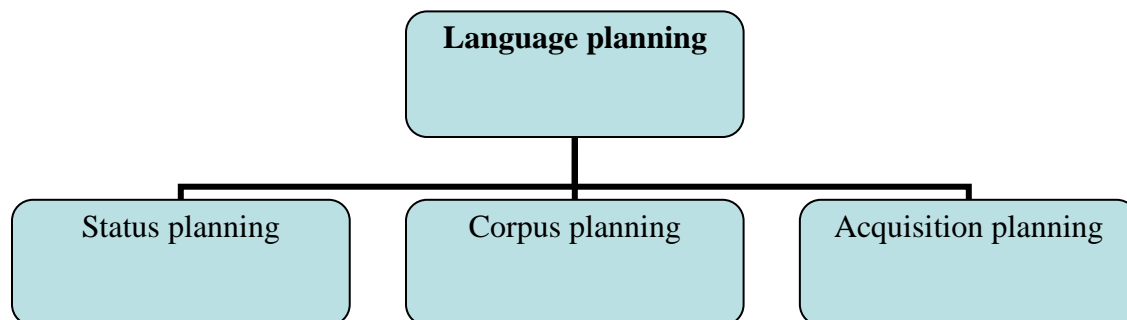 Language planning
Status planning
Corpus planning
Acquisition planning